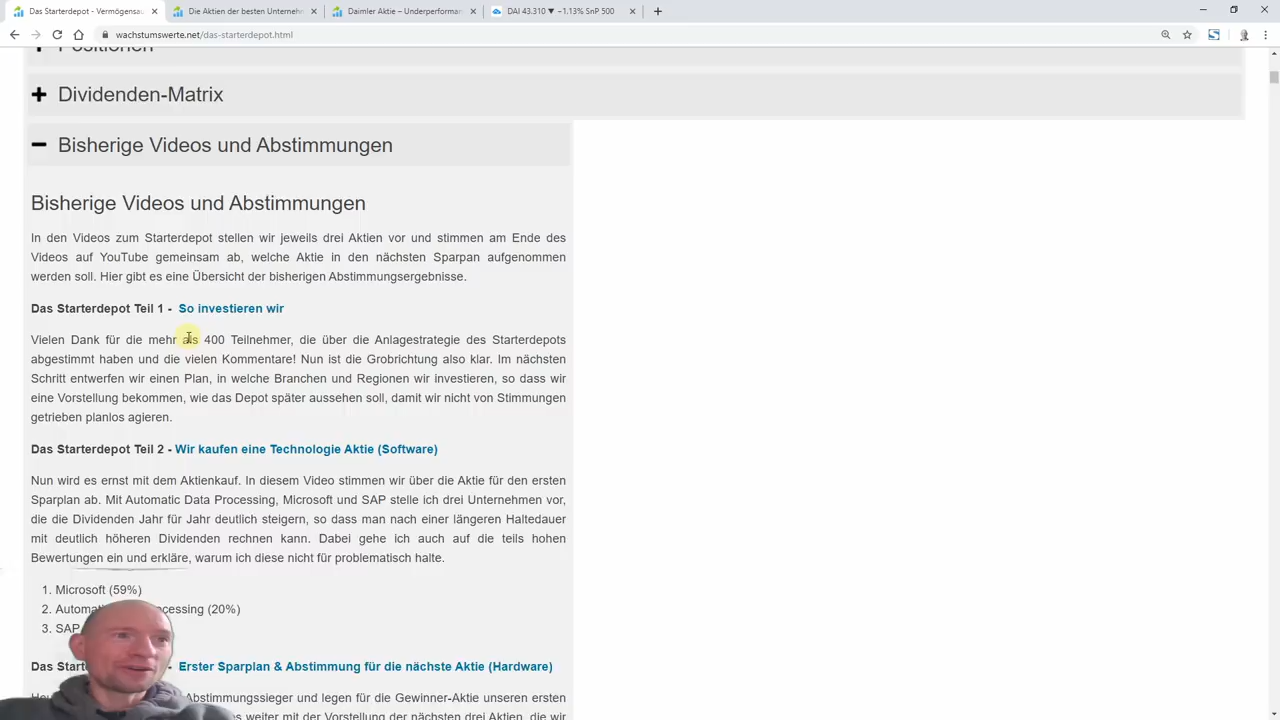 Das Starterdepot - Vermögensau
Die Aktien der besten Unternehm
Daimler Aktie – Underperforman
DAI 43.310 ▼ −1.13% SnP 500
wachstumswerte.net/das-starterdepot.html
Positionen
Dividenden-Matrix
Bisherige Videos und Abstimmungen
Bisherige Videos und Abstimmungen
In den Videos zum Starterdepot stellen wir jeweils drei Aktien vor und stimmen am Ende des
Videos auf YouTube gemeinsam ab, welche Aktie in den nächsten Sparpan aufgenommen
werden soll. Hier gibt es eine Übersicht der bisherigen Abstimmungsergebnisse.
Das Starterdepot Teil 1 - So investieren wir
Vielen Dank für die mehr als 400 Teilnehmer, die über die Anlagestrategie des Starterdepots
abgestimmt haben und die vielen Kommentare! Nun ist die Grobrichtung also klar. Im nächsten
Schritt entwerfen wir einen Plan, in welche Branchen und Regionen wir investieren, so dass wir
eine Vorstellung bekommen, wie das Depot später aussehen soll, damit wir nicht von Stimmungen
getrieben planlos agieren.
Das Starterdepot Teil 2 - Wir kaufen eine Technologie Aktie (Software)
Nun wird es ernst mit dem Aktienkauf. In diesem Video stimmen wir über die Aktie für den ersten
Sparplan ab. Mit Automatic Data Processing, Microsoft und SAP stelle ich drei Unternehmen vor,
die die Dividenden Jahr für Jahr deutlich steigern, so dass man nach einer längeren Haltedauer
mit deutlich höheren Dividenden rechnen kann. Dabei gehe ich auch auf die teils hohen
Bewertungen ein und erkläre, warum ich diese nicht für problematisch halte.
1. Microsoft (59%)
2. Automa cessing (20%)
3. SAP
Das Start - Erster Sparplan & Abstimmung für die nächste Aktie (Hardware)
Abstimmungssieger und legen für die Gewinner-Aktie unseren ersten
s weiter mit der Vorstellung der nächsten drei Aktien, die wir